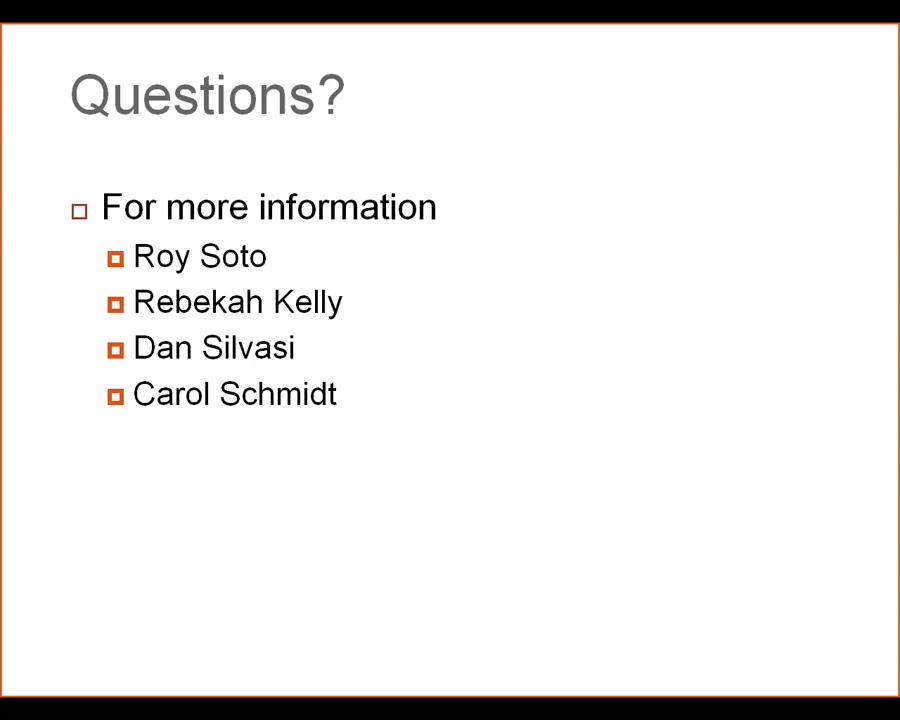 Questions?
For more information
Roy Soto
Rebekah Kelly
Dan Silvasi
Carol Schmidt